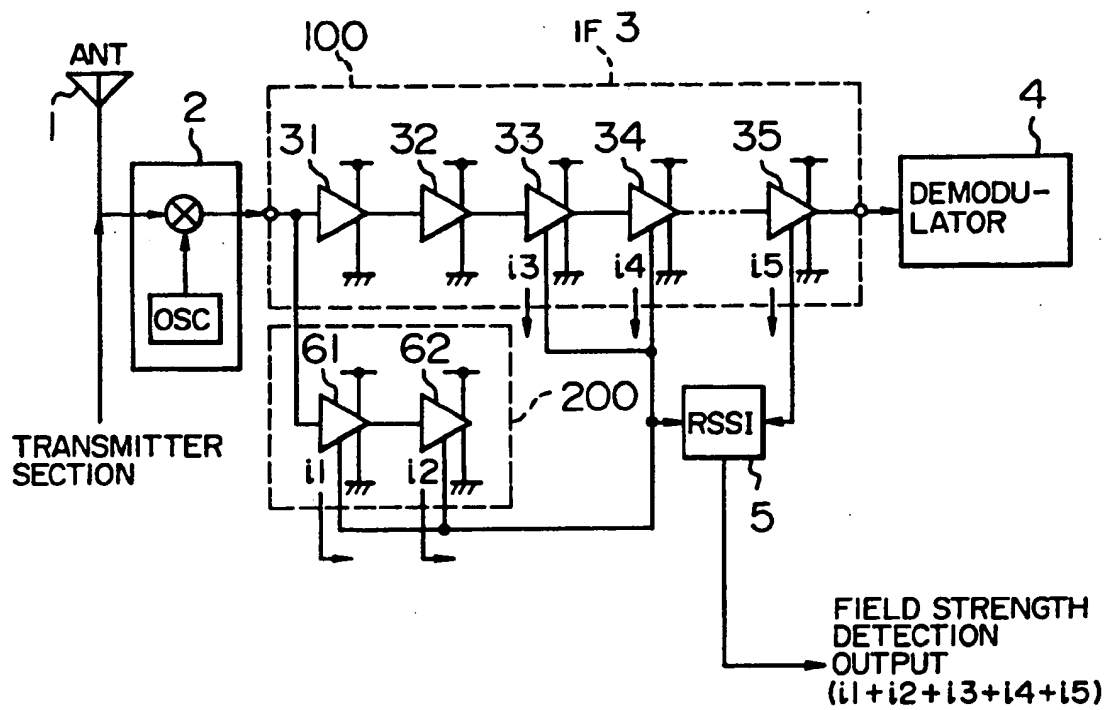 ANT
1
2
OSC
TRANSMITTER
SECTION
100
IF 3
31
32
33
34
35
i3
i4
i5
4
DEMODU-
LATOR
61
62
200
i1
i2
RSSI
5
FIELD STRENGTH
DETECTION
OUTPUT
(i1+i2+i3+i4+i5)